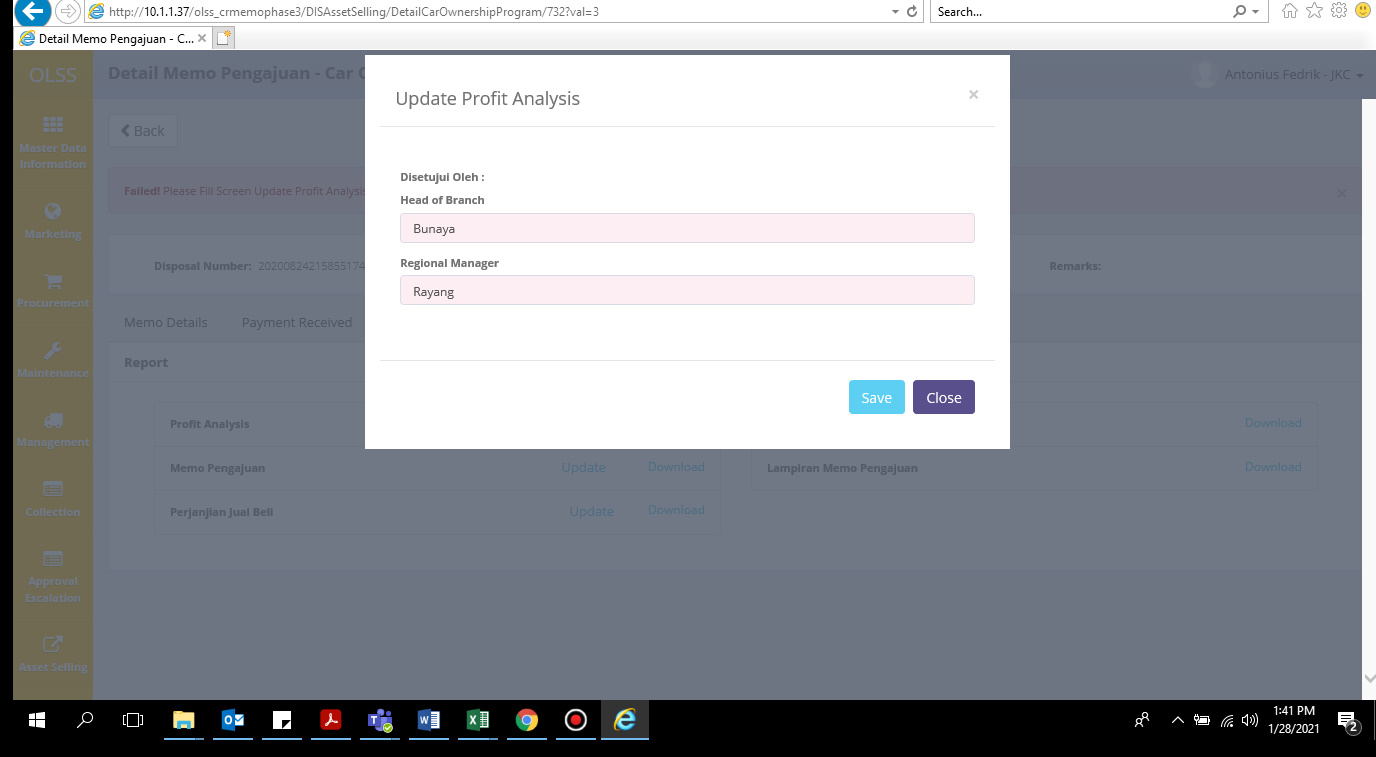 http://10.1.1.37/olss_crmemophase3/DISAssetSelling/DetailCarOwnershipProgram/732?val=3
Search...
Detail Memo Pengajuan - C...
OLSS
Detail Memo Pengajuan - Car
Antonius Fedrik - JKC
Update Profit Analysis
×
Back
Master Data
Information
Failed! Please Fill Screen Update Profit Analysis
×
Disetujui Oleh :
Head of Branch
Bunaya
Marketing
Regional Manager
Disposal Number: 20200824215855174
Remarks:
Rayang
Procurement
Memo Details
Payment Received
Report
Maintenance
Save
Close
Profit Analysis
Download
Management
Memo Pengajuan
Update
Download
Lampiran Memo Pengajuan
Download
Perjanjian Jual Beli
Update
Download
Collection
Approval
Escalation
Asset Selling
1:41 PM
1/28/2021
2